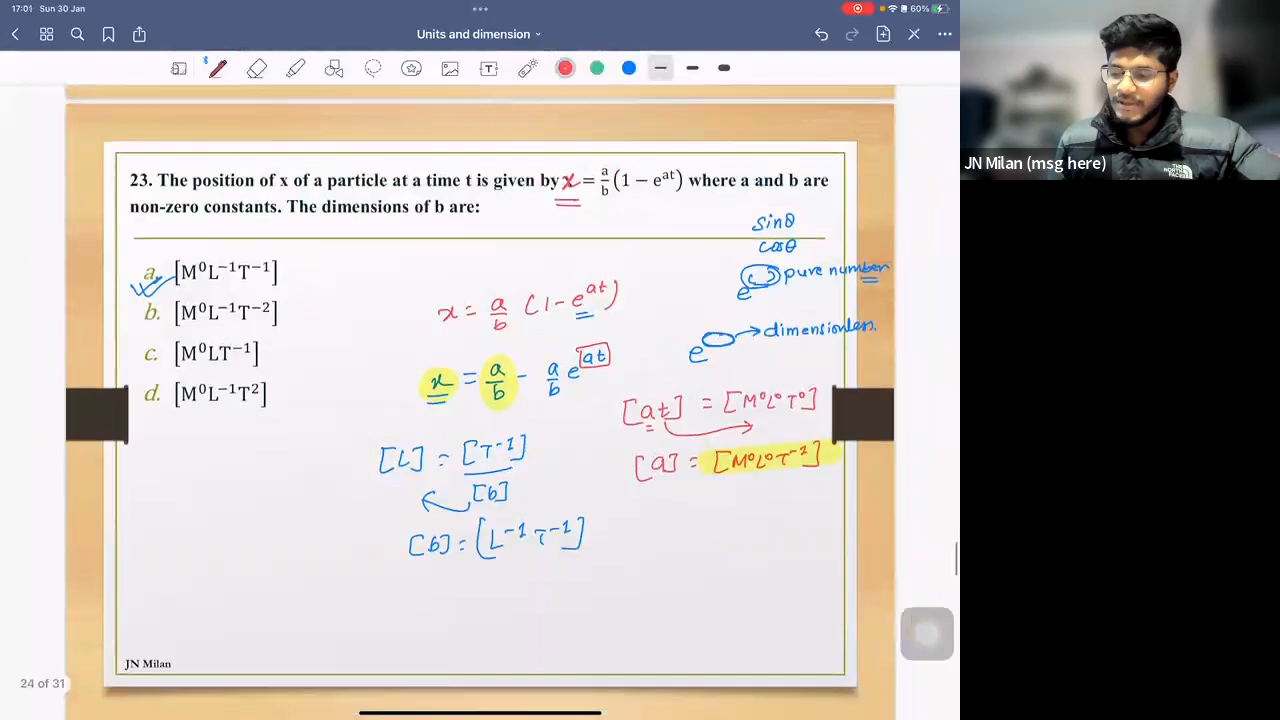 17:01 Sun 30 Jan
60%
Units and dimension
JN Milan (msg here)
THE NORTH FACE
23. The position of x of a particle at a time t is given by x = a/b (1 − e^{at}) where a and b are
non-zero constants. The dimensions of b are:
a. [M⁰L⁻¹T⁻¹]
b. [M⁰L⁻¹T⁻²]
c. [M⁰LT⁻¹]
d. [M⁰L⁻¹T²]
sinθ
cosθ
e pure number
e → dimensionless.
x = a/b (1 − e^{at})
x = a/b − a/b e^{at}
[L] = [T⁻¹]/[b]
[b] = [L⁻¹T⁻¹]
[at] = [M⁰L⁰T⁰]
[a] = [M⁰L⁰T⁻¹]
JN Milan
24 of 31